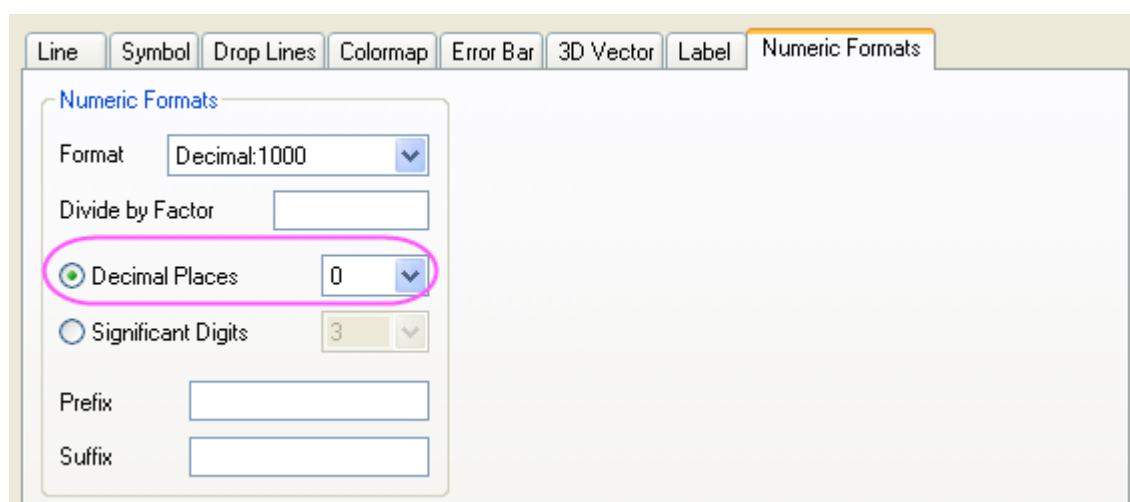 Line Symbol Drop Lines Colormap Error Bar 3D Vector Label Numeric Formats
Numeric Formats
Format Decimal:1000
Divide by Factor
Decimal Places 0
Significant Digits 3
Prefix
Suffix